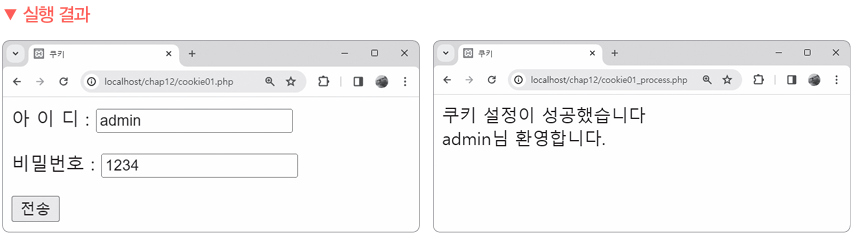 ▼ 실행 결과
쿠키
localhost/chap12/cookie01.php
아 이 디 : admin
비밀번호 : 1234
전송
쿠키
localhost/chap12/cookie01_process.php
쿠키 설정이 성공했습니다
admin님 환영합니다.